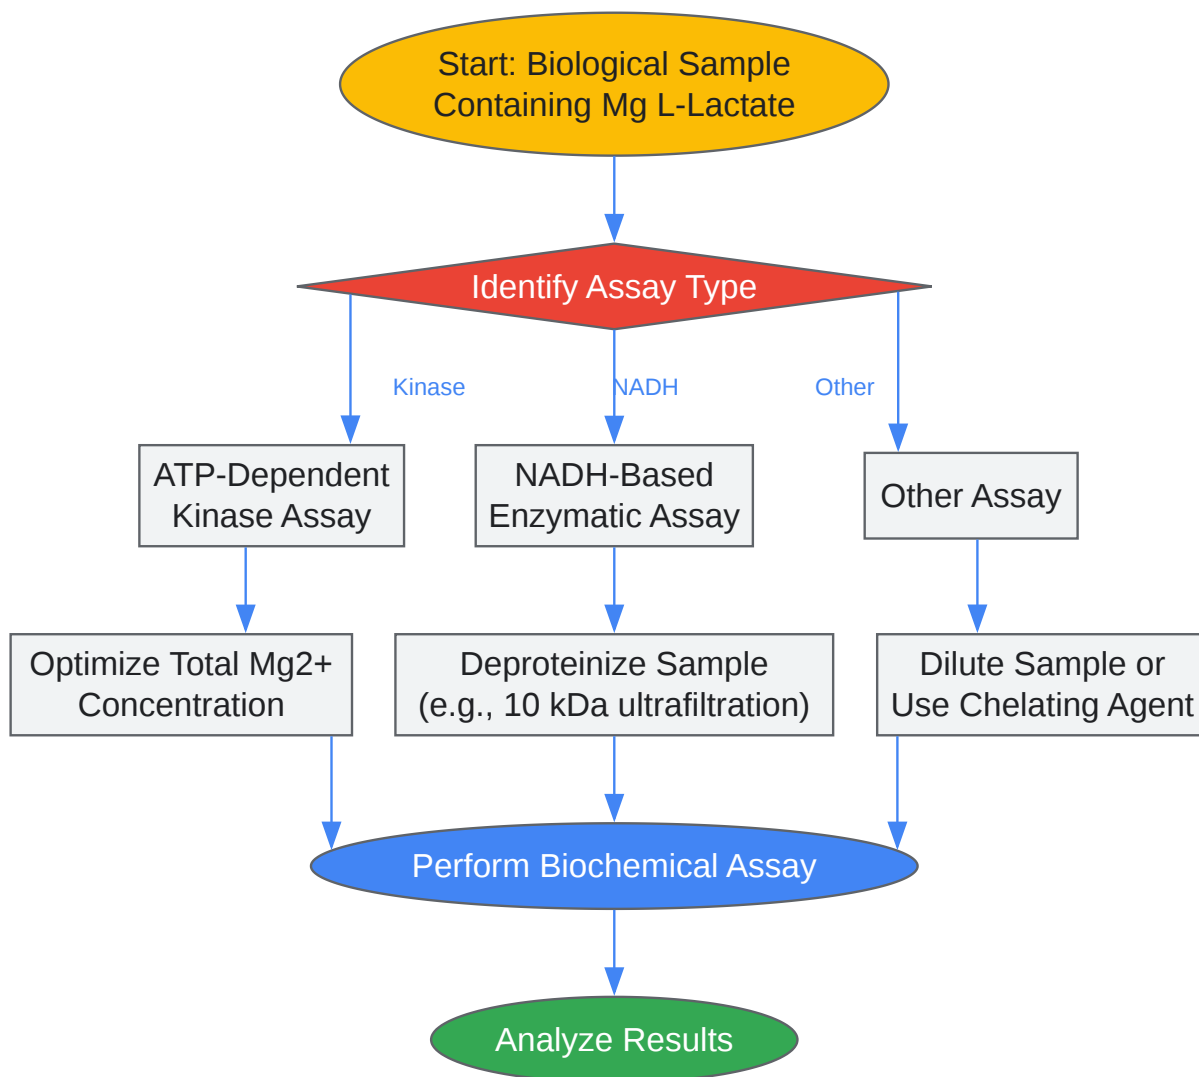 Start: Biological Sample
Containing Mg L-Lactate
Identify Assay Type
Kinase
NADH
Other
ATP-Dependent
Kinase Assay
NADH-Based
Enzymatic Assay
Other Assay
Optimize Total Mg2+
Concentration
Deproteinize Sample
(e.g., 10 kDa ultrafiltration)
Dilute Sample or
Use Chelating Agent
Perform Biochemical Assay
Analyze Results